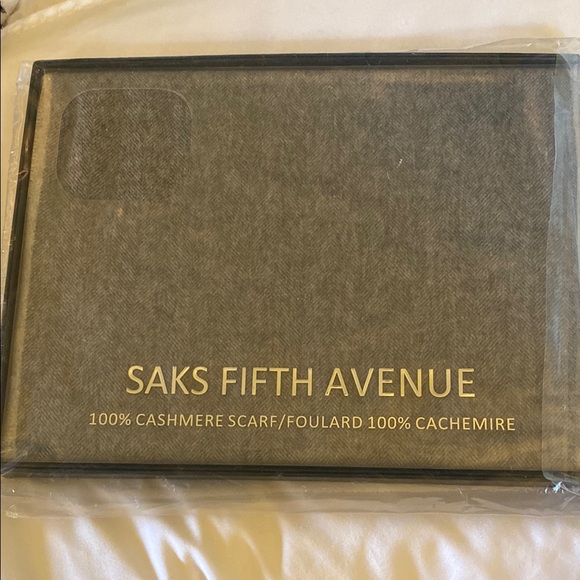 SAKS FIFTH AVENUE
100% CASHMERE SCARF/FOULARD 100% CACHEMIRE